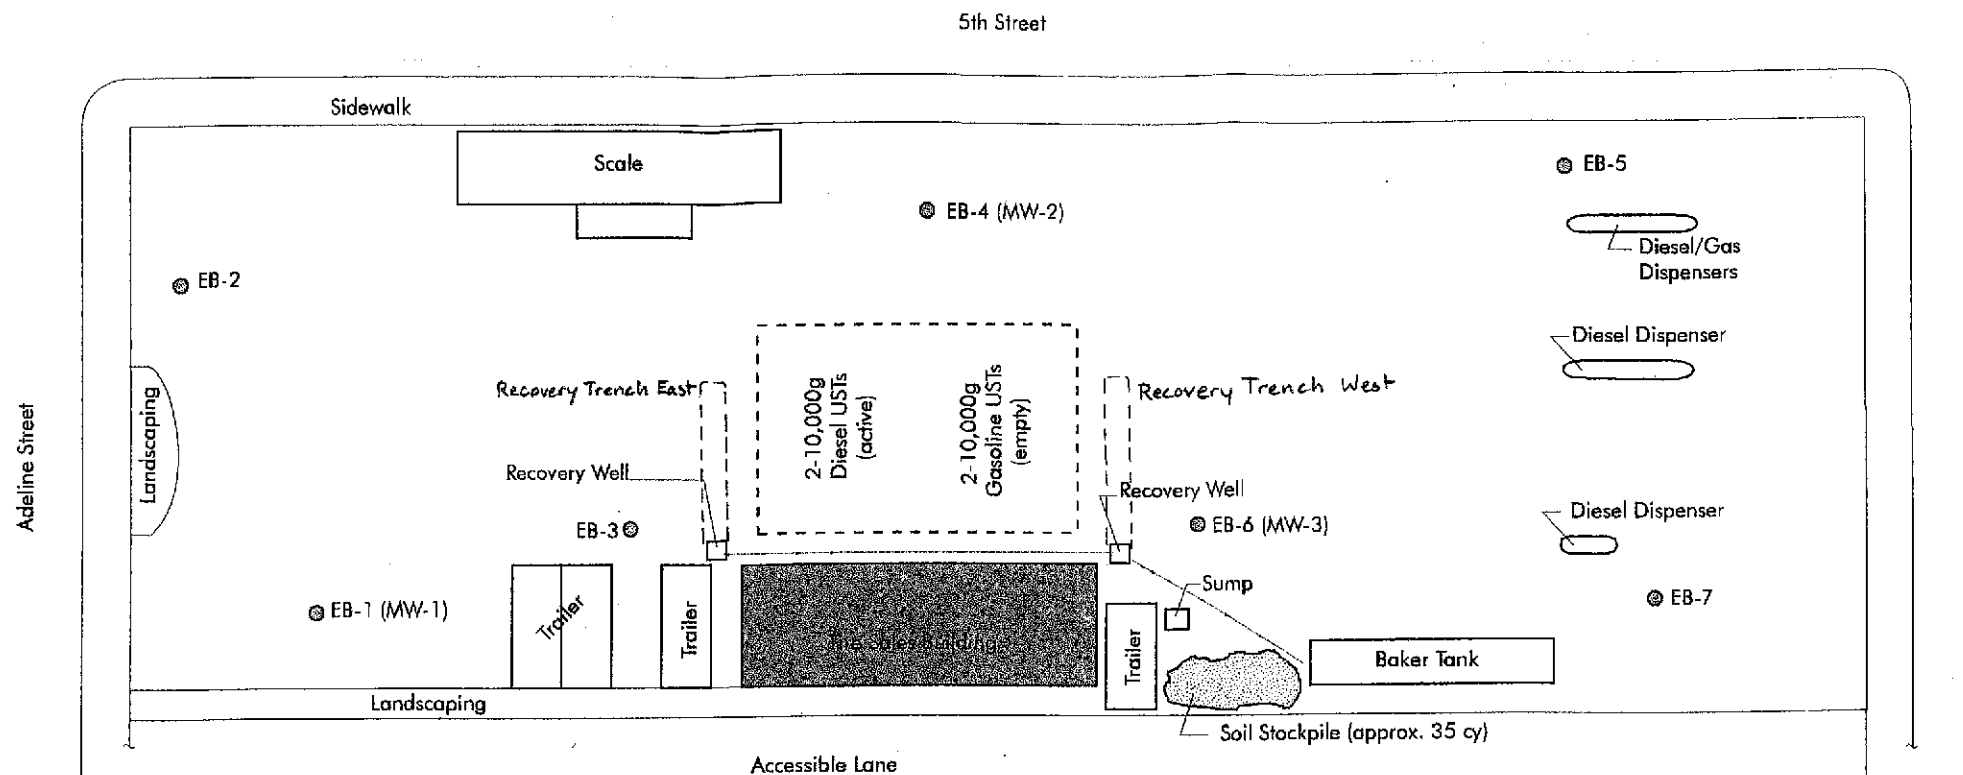 5th Street
Sidewalk
Scale
EB-5
EB-4 (MW-2)
Diesel/Gas
Dispensers
EB-2
Diesel Dispenser
Recovery Trench East
Recovery Trench West
2-10,000g
Diesel USTs
(active)
2-10,000g
Gasoline USTs
(empty)
Landscaping
Adeline Street
Recovery Well
Recovery Well
Diesel Dispenser
EB-3
EB-6 (MW-3)
Sump
EB-1 (MW-1)
EB-7
Trailer
Trailer
Building
Trailer
Baker Tank
Landscaping
Soil Stockpile (approx. 35 cy)
Accessible Lane